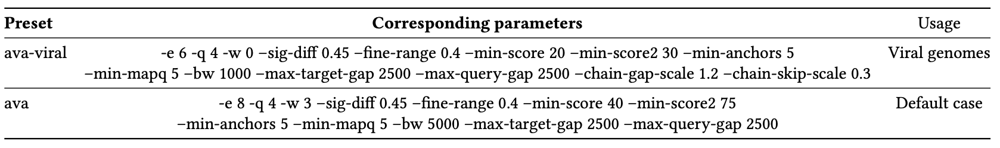 Preset Corresponding parameters Usage
ava-viral -e 6 -q 4 -w 0 –sig-diff 0.45 –fine-range 0.4 –min-score 20 –min-score2 30 –min-anchors 5 Viral genomes
–min-mapq 5 –bw 1000 –max-target-gap 2500 –max-query-gap 2500 –chain-gap-scale 1.2 –chain-skip-scale 0.3
ava -e 8 -q 4 -w 3 –sig-diff 0.45 –fine-range 0.4 –min-score 40 –min-score2 75 Default case
–min-anchors 5 –min-mapq 5 –bw 5000 –max-target-gap 2500 –max-query-gap 2500